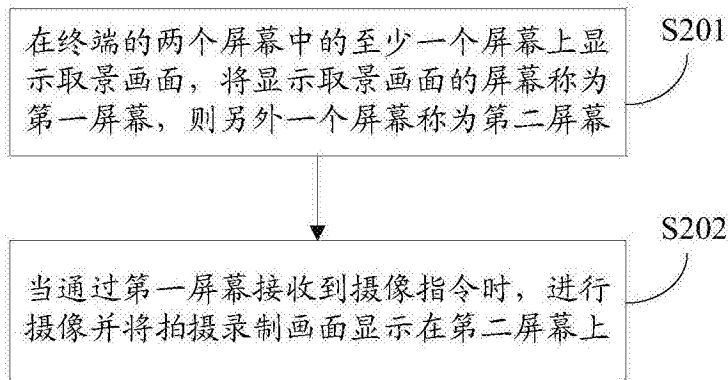 在终端的两个屏幕中的至少一个屏幕上显
示取景画面，将显示取景画面的屏幕称为
第一屏幕，则另外一个屏幕称为第二屏幕
S201
当通过第一屏幕接收到摄像指令时，进行
摄像并将拍摄录制画面显示在第二屏幕上
S202